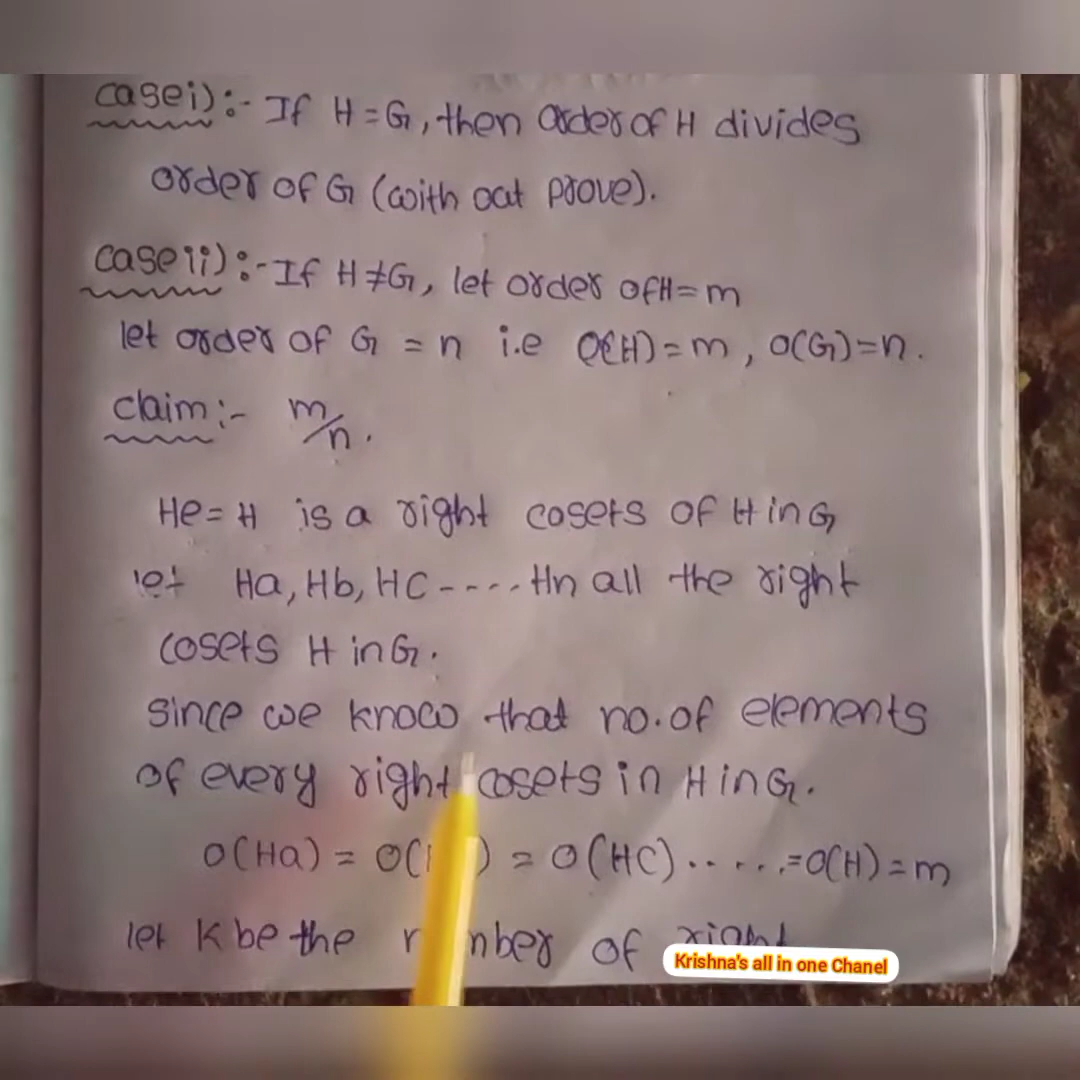 case i) :- If H = G, then order of H divides
order of G (with out prove).
case ii) :- If H ≠ G, let order of H = m
let order of G = n i.e O(H) = m, O(G) = n.
claim :- m/n.
He = H is a right cosets of H in G
let Ha, Hb, HC ---- Hn all the right
cosets H in G.
since we know that no. of elements
of every right cosets in H in G.
O(Ha) = O( ) = O(HC) ...... = O(H) = m
let K be the of right
Krishna's all in one Chanel